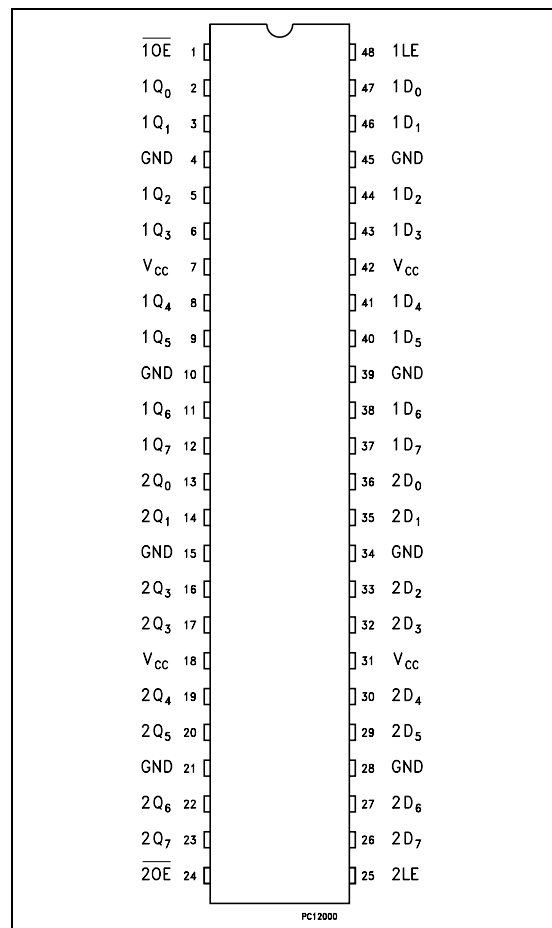 1OE 1 48 1LE
1Q0 2 47 1D0
1Q1 3 46 1D1
GND 4 45 GND
1Q2 5 44 1D2
1Q3 6 43 1D3
VCC 7 42 VCC
1Q4 8 41 1D4
1Q5 9 40 1D5
GND 10 39 GND
1Q6 11 38 1D6
1Q7 12 37 1D7
2Q0 13 36 2D0
2Q1 14 35 2D1
GND 15 34 GND
2Q3 16 33 2D2
2Q3 17 32 2D3
VCC 18 31 VCC
2Q4 19 30 2D4
2Q5 20 29 2D5
GND 21 28 GND
2Q6 22 27 2D6
2Q7 23 26 2D7
2OE 24 25 2LE
PC12000